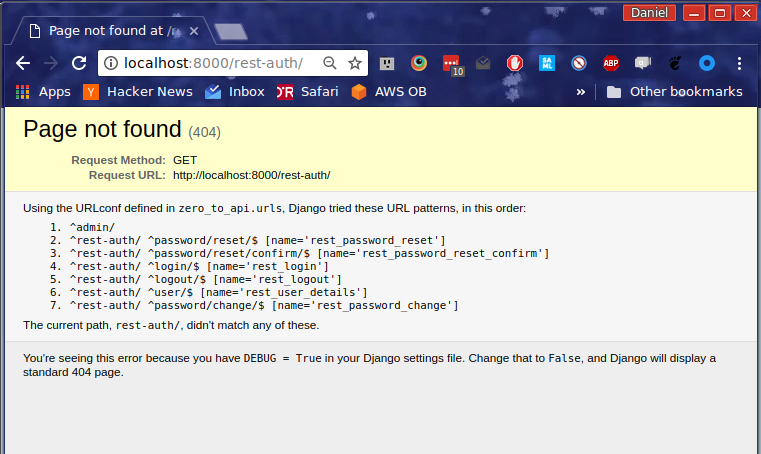 Daniel
Page not found at /r
localhost:8000/rest-auth/
10
SA
ML
ABP
Apps
Y Hacker News
Inbox
Safari
AWS OB
»
Other bookmarks
Page not found (404)
Request Method: GET
Request URL: http://localhost:8000/rest-auth/
Using the URLconf defined in zero_to_api.urls, Django tried these URL patterns, in this order:
1. ^admin/
2. ^rest-auth/ ^password/reset/$ [name='rest_password_reset']
3. ^rest-auth/ ^password/reset/confirm/$ [name='rest_password_reset_confirm']
4. ^rest-auth/ ^login/$ [name='rest_login']
5. ^rest-auth/ ^logout/$ [name='rest_logout']
6. ^rest-auth/ ^user/$ [name='rest_user_details']
7. ^rest-auth/ ^password/change/$ [name='rest_password_change']
The current path, rest-auth/, didn't match any of these.
You're seeing this error because you have DEBUG = True in your Django settings file. Change that to False, and Django will display a
standard 404 page.